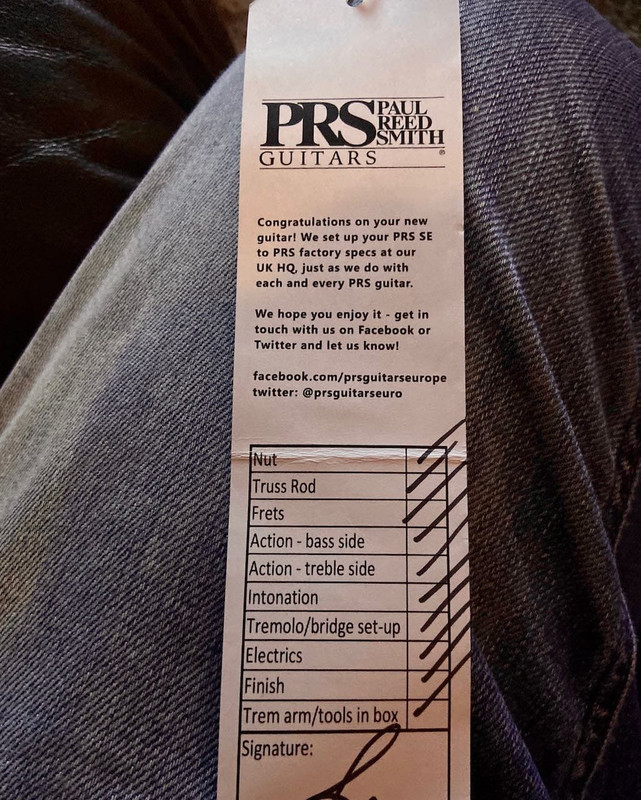 PRS PAUL
REED
SMITH
GUITARS ®
Congratulations on your new
guitar! We set up your PRS SE
to PRS factory specs at our
UK HQ, just as we do with
each and every PRS guitar.
We hope you enjoy it - get in
touch with us on Facebook or
Twitter and let us know!
facebook.com/prsguitarseurope
twitter: @prsguitarseuro
Nut
Truss Rod
Frets
Action - bass side
Action - treble side
Intonation
Tremolo/bridge set-up
Electrics
Finish
Trem arm/tools in box
Signature: